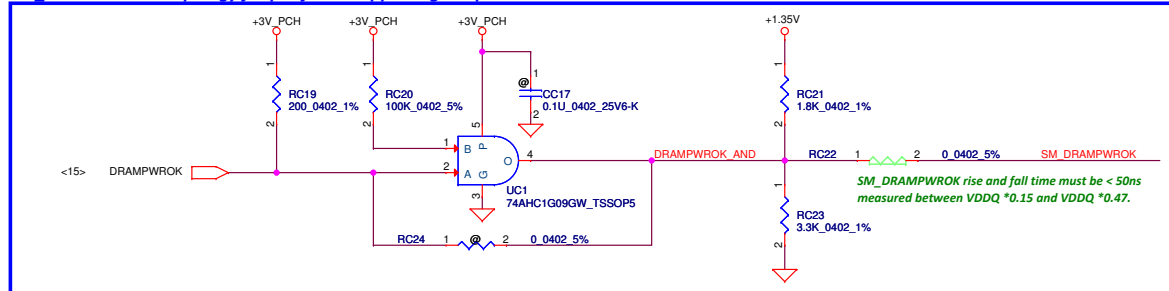 +3V_PCH
+3V_PCH
+3V_PCH
+1.35V
1
RC19
200_0402_1%
2
1
RC20
100K_0402_5%
2
@
1
CC17
0.1U_0402_25V6-K
2
1
RC21
1.8K_0402_1%
2
5
1
B
P
O
4
DRAMPWROK_AND
RC22
1
2
0_0402_5%
SM_DRAMPWROK
<15>
DRAMPWROK
2
A
G
3
UC1
74AHC1G09GW_TSSOP5
SM_DRAMPWROK rise and fall time must be < 50ns
measured between VDDQ *0.15 and VDDQ *0.47.
1
RC23
3.3K_0402_1%
2
RC24
1
@
2
0_0402_5%